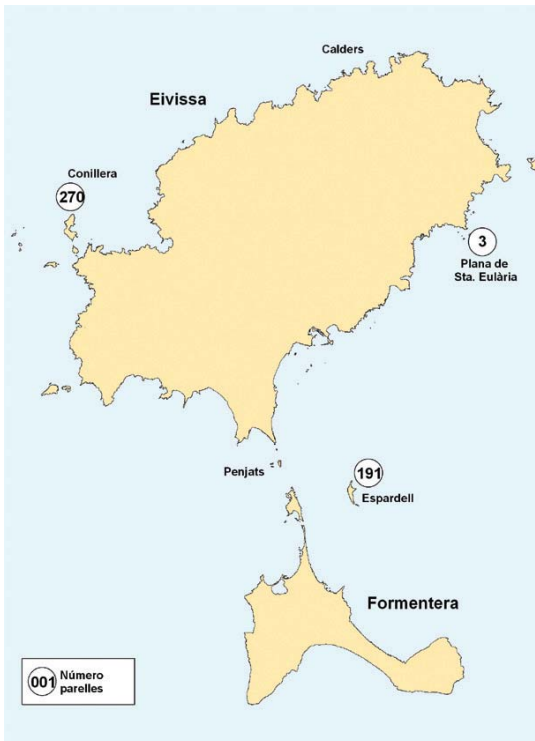 Calders
Eivissa
Conillera
270
3
Plana de
Sta. Eulària
Penjats
191
Espardell
Formentera
001 Número
parelles